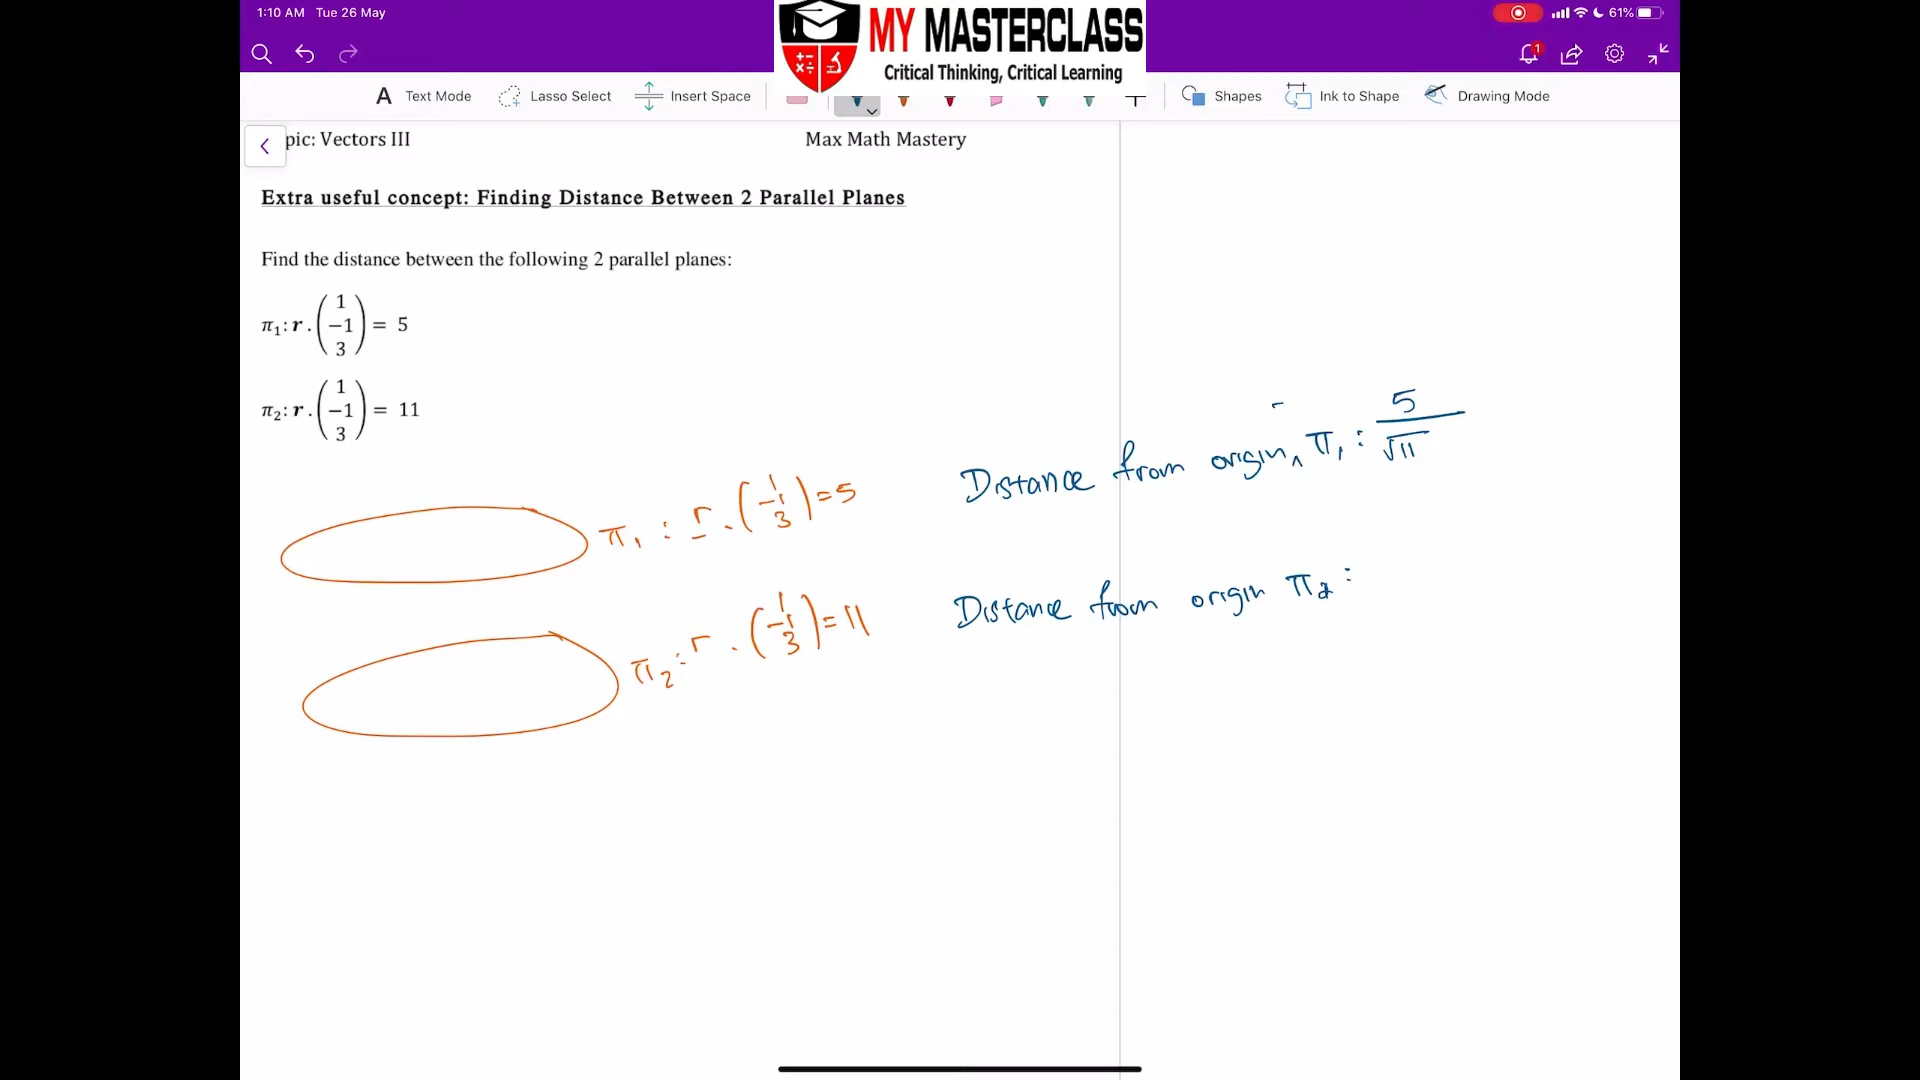 1:10 AM Tue 26 May
61%
MY MASTERCLASS
Critical Thinking, Critical Learning
1
A Text Mode Lasso Select Insert Space Shapes Ink to Shape Drawing Mode
pic: Vectors III Max Math Mastery
Extra useful concept: Finding Distance Between 2 Parallel Planes
Find the distance between the following 2 parallel planes:
π₁: r . (1 −1 3) = 5
π₂: r . (1 −1 3) = 11
Distance from origin, π₁ : 5/√11
π₁ : r . (1 −1 3) = 5
Distance from origin π₂ :
π₂ : r . (1 −1 3) = 11